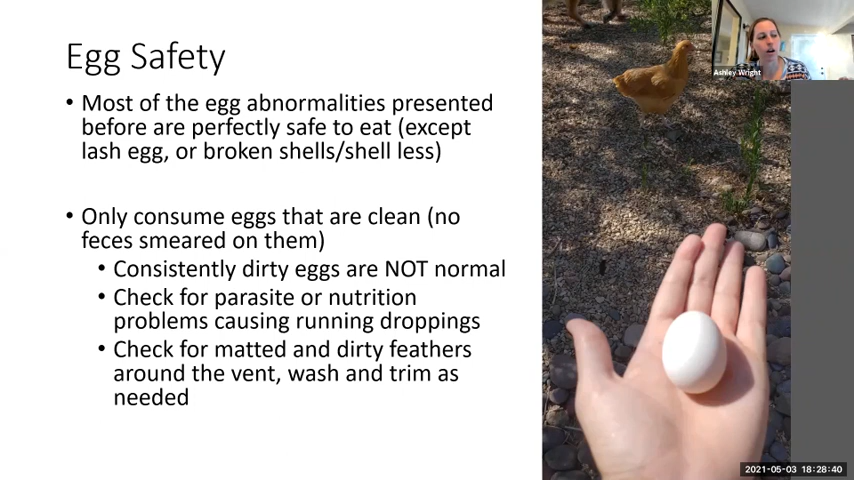 Egg Safety
• Most of the egg abnormalities presented
before are perfectly safe to eat (except
lash egg, or broken shells/shell less)
• Only consume eggs that are clean (no
feces smeared on them)
• Consistently dirty eggs are NOT normal
• Check for parasite or nutrition
problems causing running droppings
• Check for matted and dirty feathers
around the vent, wash and trim as
needed
Ashley Wright
2021-05-03 18:28:40